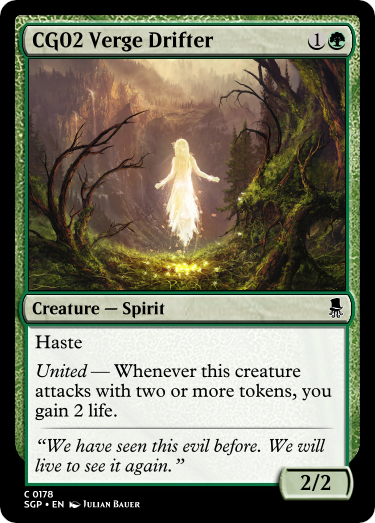 CG02 Verge Drifter 1
Creature — Spirit
Haste
United — Whenever this creature
attacks with two or more tokens, you
gain 2 life.
“We have seen this evil before. We will
live to see it again.”
2/2
C 0178
SGP • EN Julian Bauer